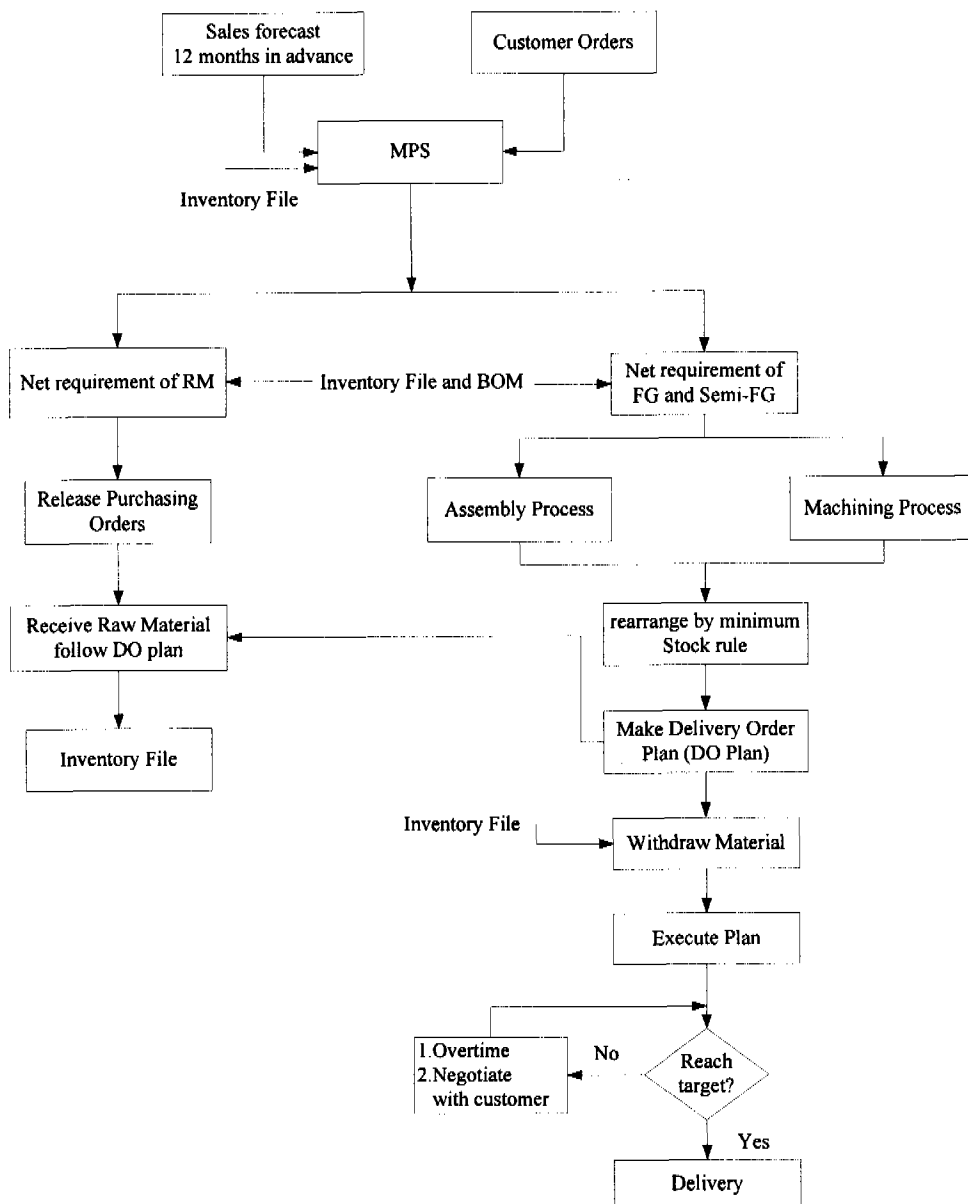 Sales forecast
12 months in advance
Customer Orders
MPS
Inventory File
Net requirement of RM
Inventory File and BOM
Net requirement of
FG and Semi-FG
Release Purchasing
Orders
Assembly Process
Machining Process
Receive Raw Material
follow DO plan
rearrange by minimum
Stock rule
Inventory File
Make Delivery Order
Plan (DO Plan)
Inventory File
Withdraw Material
Execute Plan
1.Overtime
2.Negotiate
with customer
No
Reach
target?
Yes
Delivery